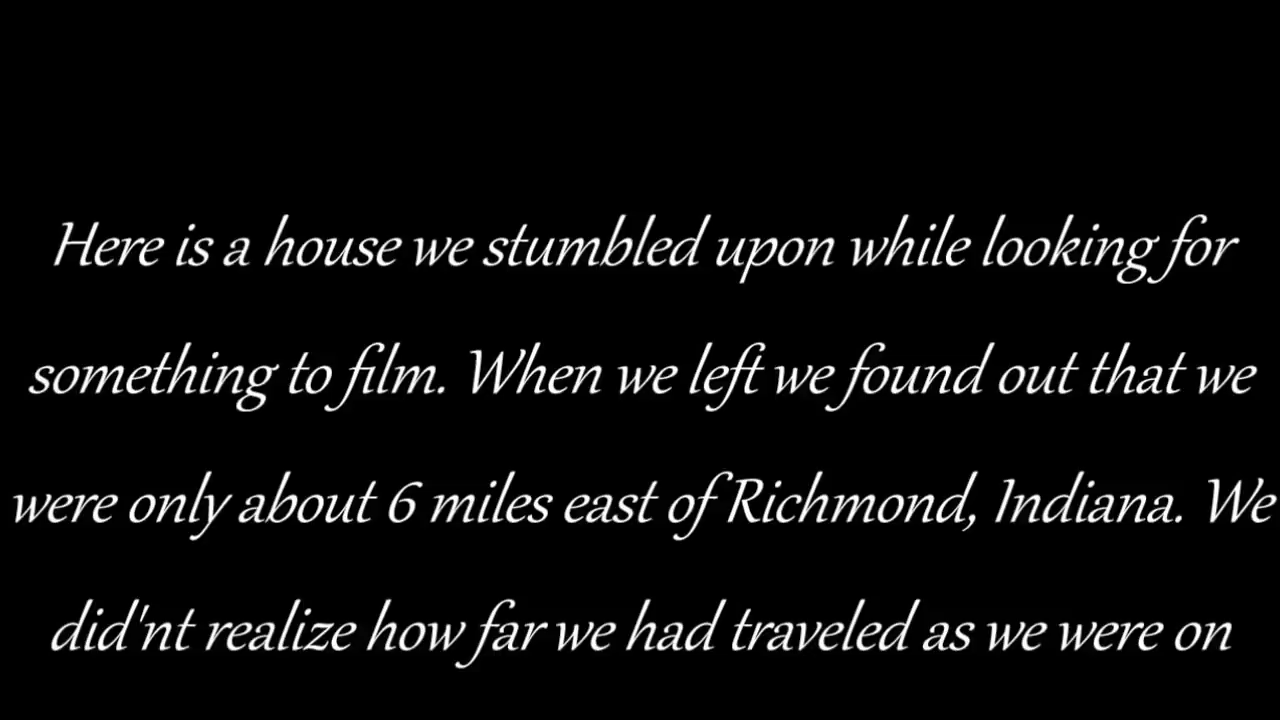 Here is a house we stumbled upon while looking for
something to film. When we left we found out that we
were only about 6 miles east of Richmond, Indiana. We
did'nt realize how far we had traveled as we were on